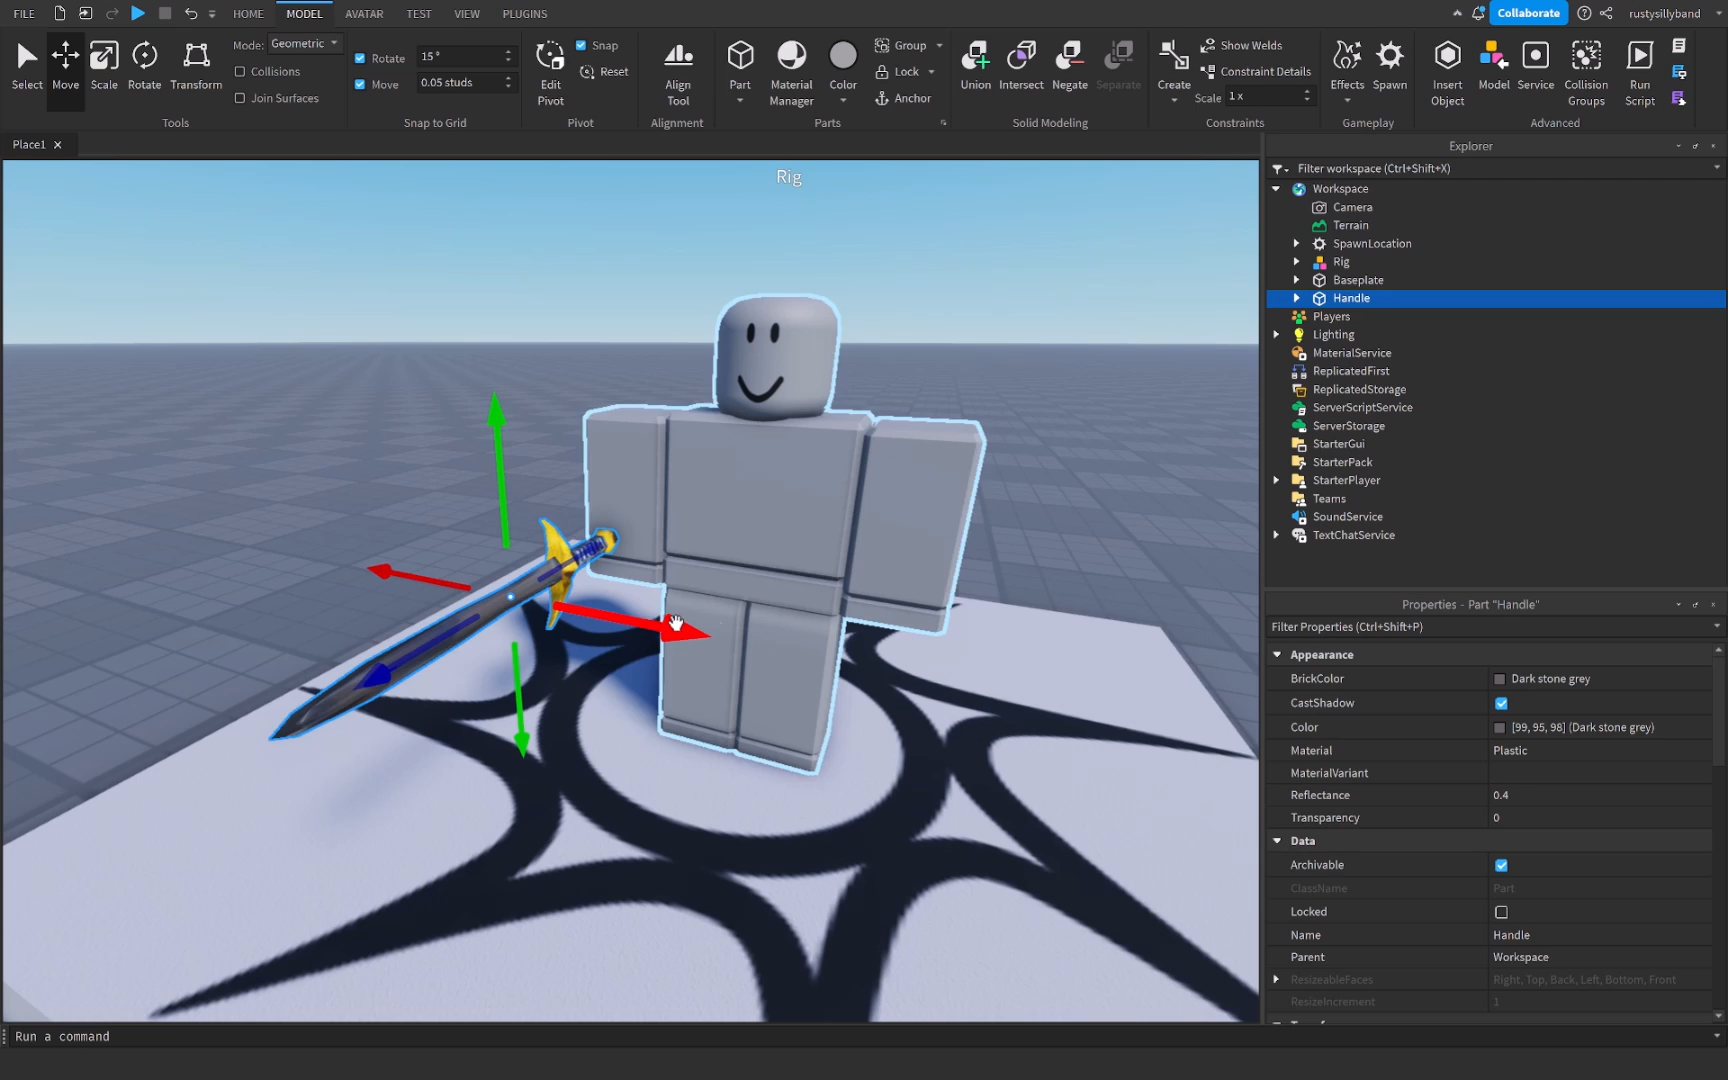 FILE HOME MODEL AVATAR TEST VIEW PLUGINS Collaborate rustysillyband
Select Move Scale Rotate Transform
Mode: Geometric
Collisions
Join Surfaces
Tools
Rotate 15 °
Move 0.05 studs
Snap to Grid
Edit Pivot
Snap
Reset
Pivot
Align Tool
Alignment
Part
Material Manager
Color
Group
Lock
Anchor
Parts
Union Intersect Negate Separate
Solid Modeling
Create
Show Welds
Constraint Details
Scale 1 x
Constraints
Effects Spawn
Gameplay
Insert Object
Model
Service
Collision Groups
Run Script
Advanced
Place1
Rig
Explorer
Filter workspace (Ctrl+Shift+X)
Workspace
Camera
Terrain
SpawnLocation
Rig
Baseplate
Handle
Players
Lighting
MaterialService
ReplicatedFirst
ReplicatedStorage
ServerScriptService
ServerStorage
StarterGui
StarterPack
StarterPlayer
Teams
SoundService
TextChatService
Properties - Part "Handle"
Filter Properties (Ctrl+Shift+P)
Appearance
BrickColor Dark stone grey
CastShadow
Color [99, 95, 98] (Dark stone grey)
Material Plastic
MaterialVariant
Reflectance 0.4
Transparency 0
Data
Archivable
ClassName Part
Locked
Name Handle
Parent Workspace
ResizeableFaces Right, Top, Back, Left, Bottom, Front
ResizeIncrement 1
Run a command